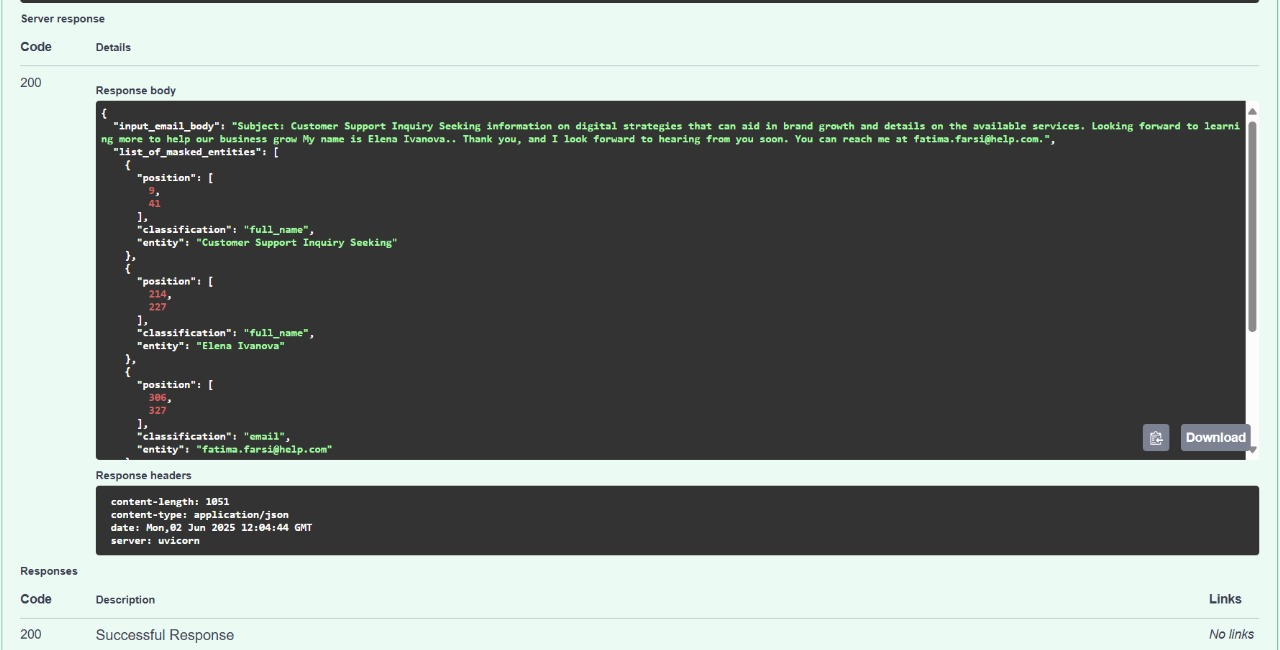 Server response
Code Details
200
Response body
{
"input_email_body": "Subject: Customer Support Inquiry Seeking information on digital strategies that can aid in brand growth and details on the available services. Looking forward to learni
ng more to help our business grow My name is Elena Ivanova.. Thank you, and I look forward to hearing from you soon. You can reach me at fatima.farsi@help.com.",
"list_of_masked_entities": [
{
"position": [
9,
41
],
"classification": "full_name",
"entity": "Customer Support Inquiry Seeking"
},
{
"position": [
214,
227
],
"classification": "full_name",
"entity": "Elena Ivanova"
},
{
"position": [
306,
327
],
"classification": "email",
"entity": "fatima.farsi@help.com"
Download
Response headers
content-length: 1051
content-type: application/json
date: Mon,02 Jun 2025 12:04:44 GMT
server: uvicorn
Responses
Code Description Links
200 Successful Response No links